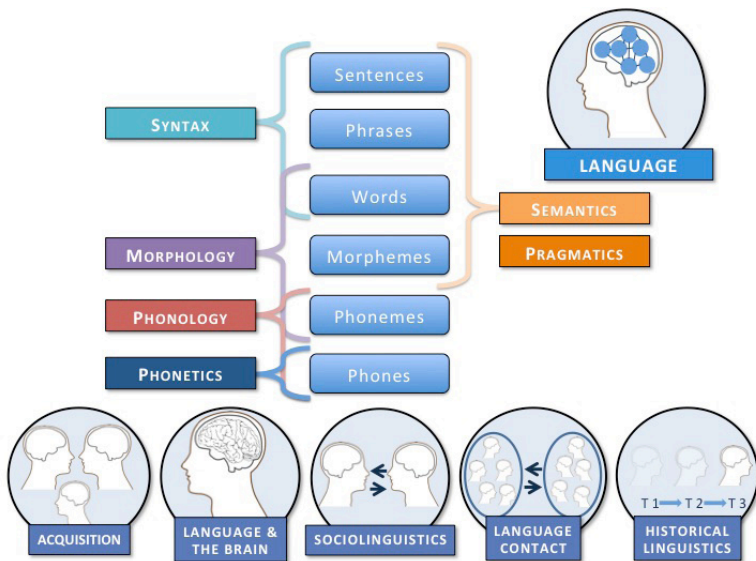 Sentences
SYNTAX
Phrases
LANGUAGE
Words
SEMANTICS
MORPHOLOGY
Morphemes
PRAGMATICS
PHONOLOGY
Phonemes
PHONETICS
Phones
ACQUISITION
LANGUAGE &
THE BRAIN
SOCIOLINGUISTICS
LANGUAGE
CONTACT
T 1 T 2 T 3
HISTORICAL
LINGUISTICS